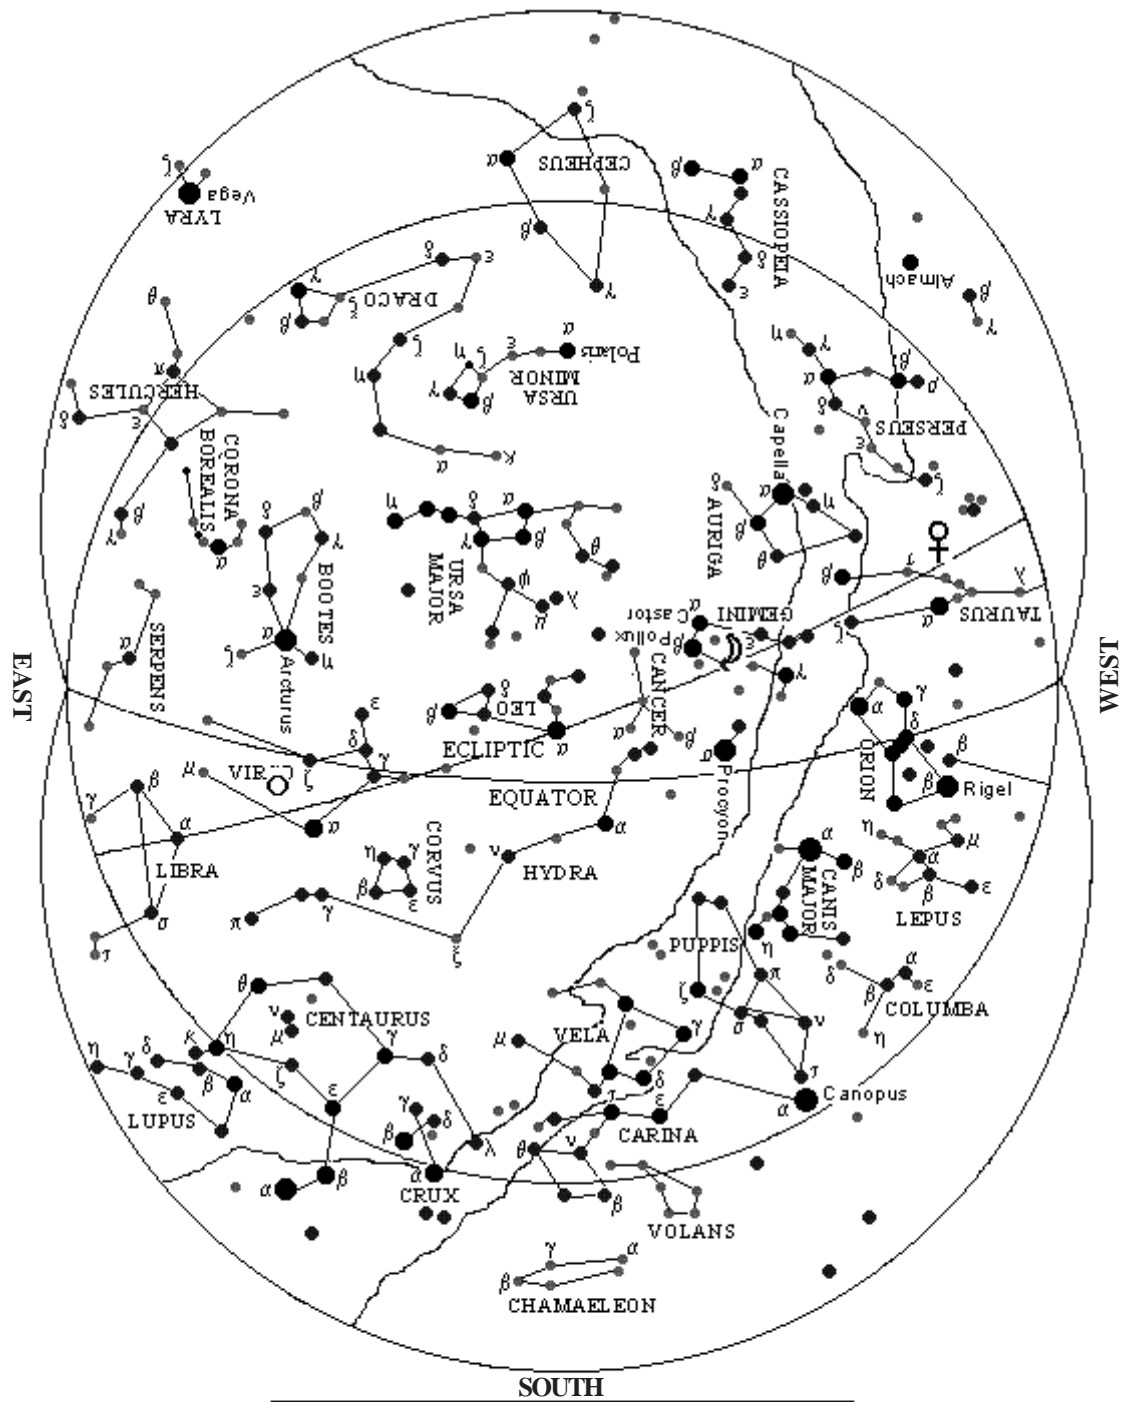 ζ
α
CEPHEUS
β
γ
β
α
CASSIOPEIA
γ
δ
ε
ζ
Vega
LYRA
Almach
β
γ
γ
β
ξ
DRACO
δ
ε
ζ
η
α
κ
α
Polaris
ε
ζ
η
URSA
MINOR
γ
β
θ
π
HERCULES
δ
ε
β
γ
CORONA
BOREALIS
α
η
γ
α
β
ρ
δ
ν
PERSEUS
ε
ζ
Capella
α
η
δ
β
AURIGA
θ
δ
β
γ
BOOTES
ε
α
ζ
η
Arcturus
η
δ
α
γ
β
URSA
MAJOR
θ
φ
λ
μ
♀
β
τ
λ
TAURUS
α
ζ
SERPENS
α
α
Castor
β
Pollux
GEMINI
ε
γ
CANCER
α
β
δ
β
LEO
α
EAST
WEST
ECLIPTIC
EQUATOR
ε
δ
γ
μ
ζ
α
α
Procyon
α
γ
δ
β
ORION
β
Rigel
γ
β
α
LIBRA
σ
τ
CORVUS
η
γ
β
ε
ν
HYDRA
α
π
γ
ξ
α
β
CANIS
MAJOR
η
η
α
μ
δ
β
ε
LEPUS
PUPPIS
ζ
π
σ
ν
τ
δ
α
β
ε
COLUMBA
η
θ
ν
CENTAURUS
μ
κ
η
γ
δ
ζ
ε
λ
η
γ
δ
β
α
ε
LUPUS
μ
VELA
γ
δ
α
Canopus
γ
δ
β
α
CRUX
τ
ε
CARINA
θ
ν
β
α
β
VOLANS
γ
α
β
CHAMAELEON
SOUTH